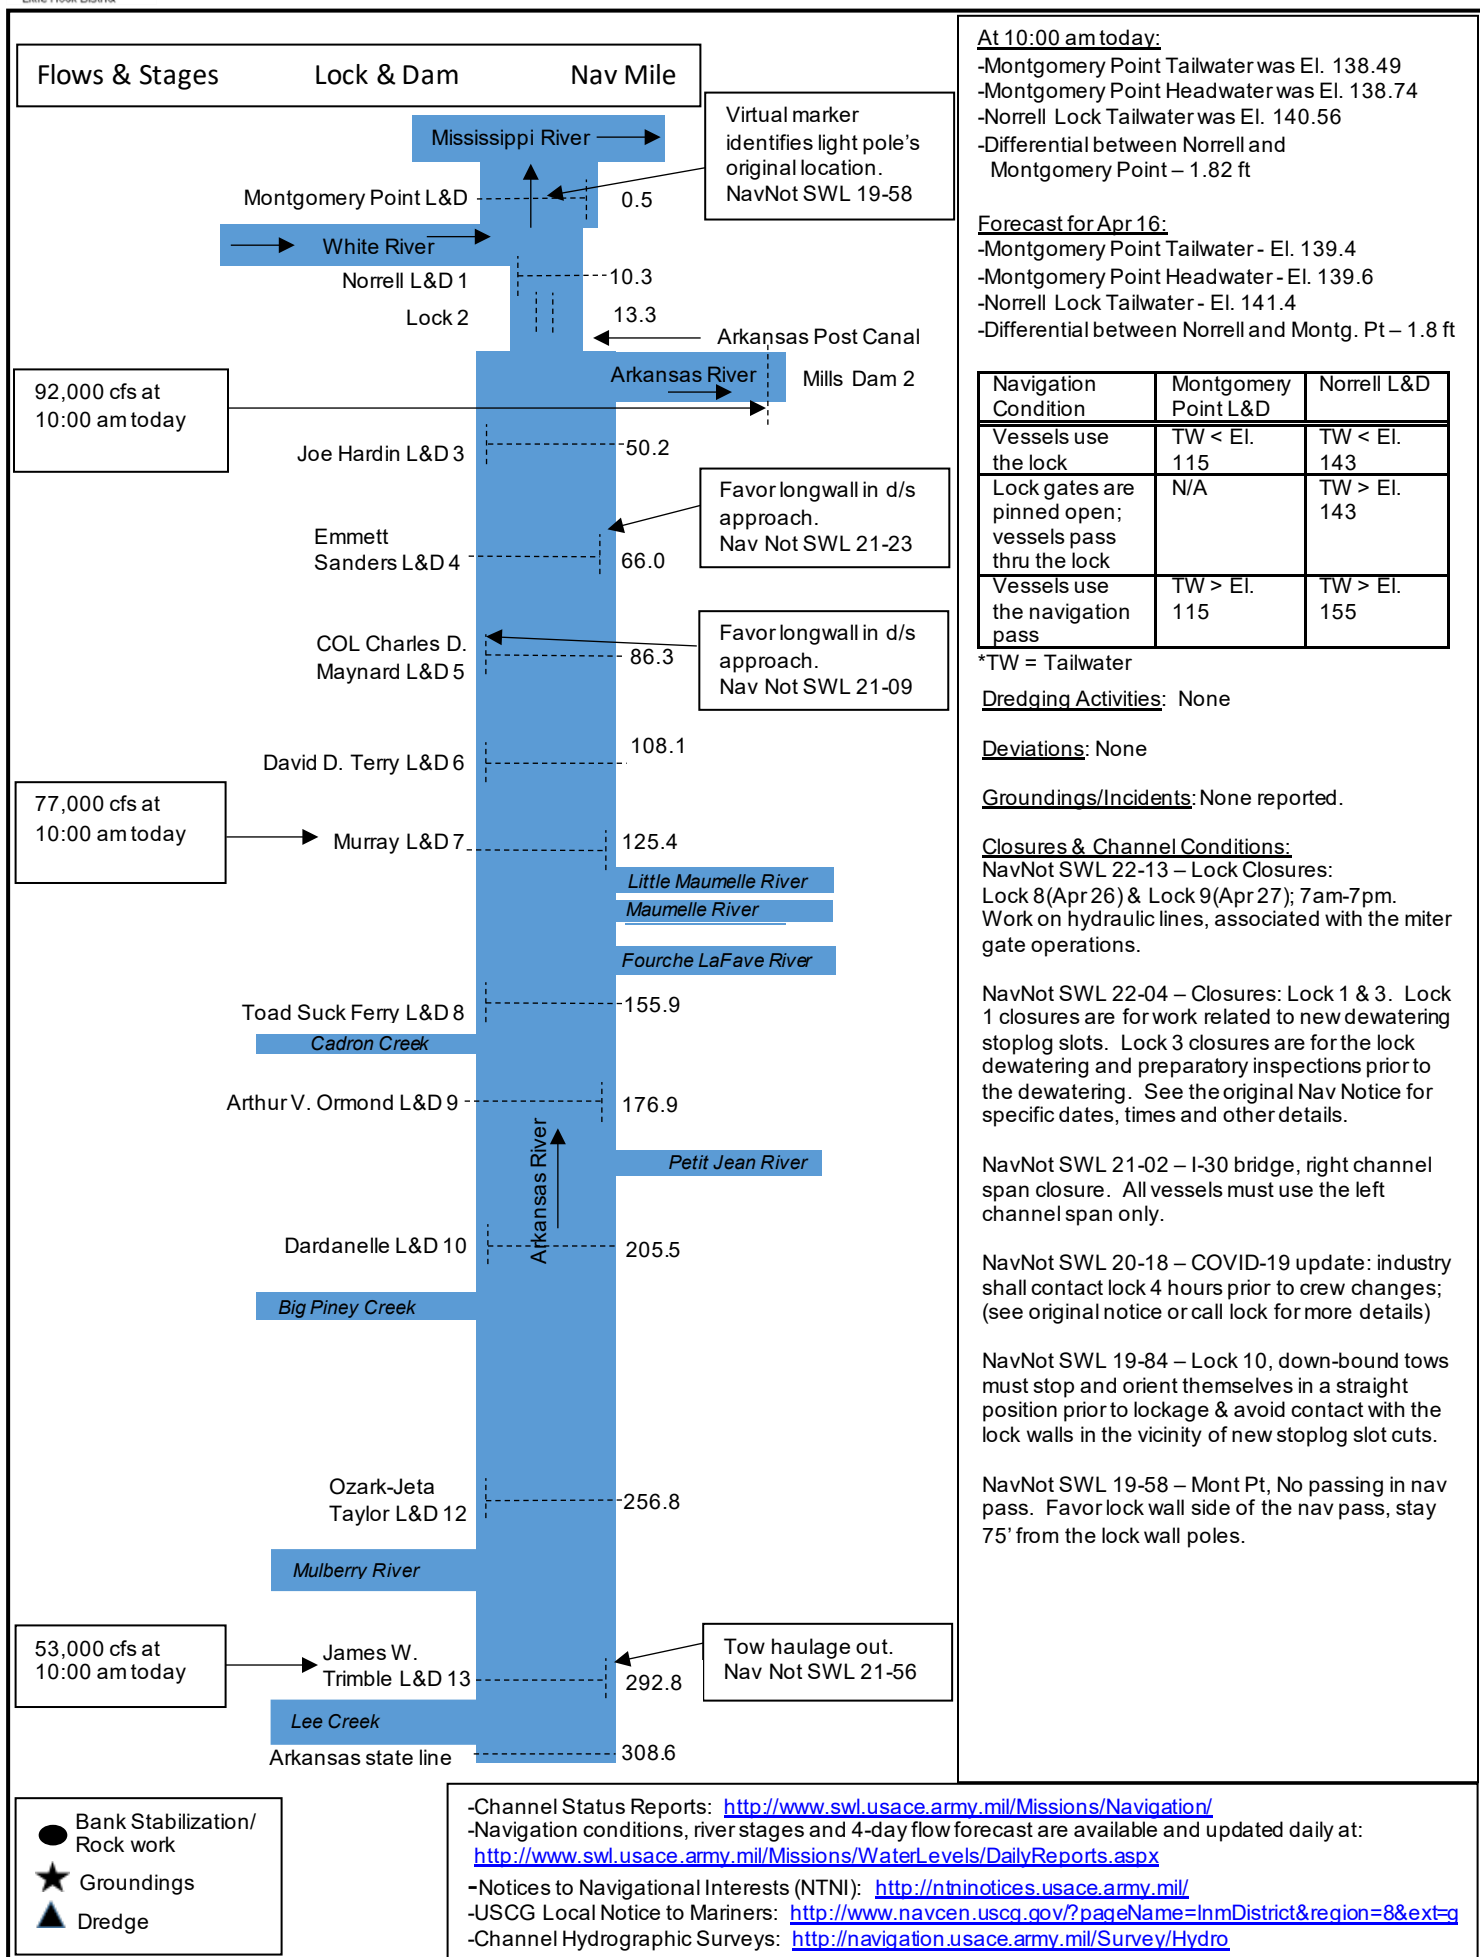 Little Rock District
Flows & Stages Lock & Dam Nav Mile
Mississippi River
Virtual marker
identifies light pole's
original location.
NavNot SWL 19-58
Montgomery Point L&D 0.5
White River
Norrell L&D 1 10.3
Lock 2 13.3
Arkansas Post Canal
Arkansas River Mills Dam 2
92,000 cfs at
10:00 am today
Joe Hardin L&D 3 50.2
Favor longwall in d/s
approach.
Nav Not SWL 21-23
Emmett
Sanders L&D 4 66.0
Favor longwall in d/s
approach.
Nav Not SWL 21-09
COL Charles D.
Maynard L&D 5 86.3
David D. Terry L&D 6 108.1
77,000 cfs at
10:00 am today
Murray L&D 7 125.4
Little Maumelle River
Maumelle River
Fourche LaFave River
Toad Suck Ferry L&D 8 155.9
Cadron Creek
Arthur V. Ormond L&D 9 176.9
Arkansas River
Petit Jean River
Dardanelle L&D 10 205.5
Big Piney Creek
Ozark-Jeta
Taylor L&D 12 256.8
Mulberry River
53,000 cfs at
10:00 am today
James W.
Trimble L&D 13 292.8
Tow haulage out.
Nav Not SWL 21-56
Lee Creek
Arkansas state line 308.6
At 10:00 am today:
-Montgomery Point Tailwater was El. 138.49
-Montgomery Point Headwater was El. 138.74
-Norrell Lock Tailwater was El. 140.56
-Differential between Norrell and
Montgomery Point – 1.82 ft
Forecast for Apr 16:
-Montgomery Point Tailwater - El. 139.4
-Montgomery Point Headwater - El. 139.6
-Norrell Lock Tailwater - El. 141.4
-Differential between Norrell and Montg. Pt – 1.8 ft
Navigation Montgomery Norrell L&D
Condition Point L&D
Vessels use TW < El. TW < El.
the lock 115 143
Lock gates are N/A TW > El.
pinned open; 143
vessels pass
thru the lock
Vessels use TW > El. TW > El.
the navigation 115 155
pass
*TW = Tailwater
Dredging Activities: None
Deviations: None
Groundings/Incidents: None reported.
Closures & Channel Conditions:
NavNot SWL 22-13 – Lock Closures:
Lock 8(Apr 26) & Lock 9(Apr 27); 7am-7pm.
Work on hydraulic lines, associated with the miter
gate operations.
NavNot SWL 22-04 – Closures: Lock 1 & 3. Lock
1 closures are for work related to new dewatering
stoplog slots. Lock 3 closures are for the lock
dewatering and preparatory inspections prior to
the dewatering. See the original Nav Notice for
specific dates, times and other details.
NavNot SWL 21-02 – I-30 bridge, right channel
span closure. All vessels must use the left
channel span only.
NavNot SWL 20-18 – COVID-19 update: industry
shall contact lock 4 hours prior to crew changes;
(see original notice or call lock for more details)
NavNot SWL 19-84 – Lock 10, down-bound tows
must stop and orient themselves in a straight
position prior to lockage & avoid contact with the
lock walls in the vicinity of new stoplog slot cuts.
NavNot SWL 19-58 – Mont Pt, No passing in nav
pass. Favor lock wall side of the nav pass, stay
75' from the lock wall poles.
Bank Stabilization/
Rock work
Groundings
Dredge
-Channel Status Reports: http://www.swl.usace.army.mil/Missions/Navigation/
-Navigation conditions, river stages and 4-day flow forecast are available and updated daily at:
http://www.swl.usace.army.mil/Missions/WaterLevels/DailyReports.aspx
-Notices to Navigational Interests (NTNI): http://ntninotices.usace.army.mil/
-USCG Local Notice to Mariners: http://www.navcen.uscg.gov/?pageName=lnmDistrict&region=8&ext=g
-Channel Hydrographic Surveys: http://navigation.usace.army.mil/Survey/Hydro